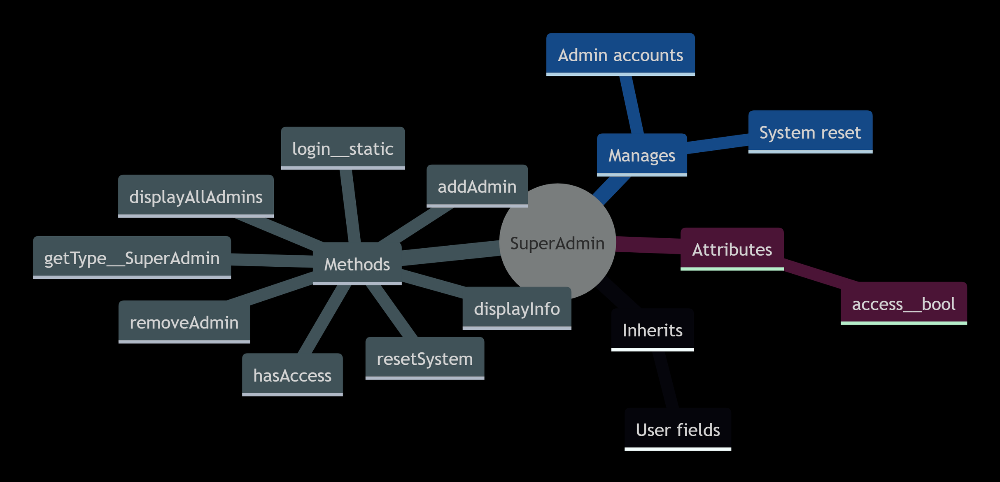 Admin accounts
System reset
Manages
login__static
addAdmin
displayAllAdmins
SuperAdmin
Attributes
getType__SuperAdmin
Methods
access__bool
displayInfo
removeAdmin
Inherits
resetSystem
hasAccess
User fields